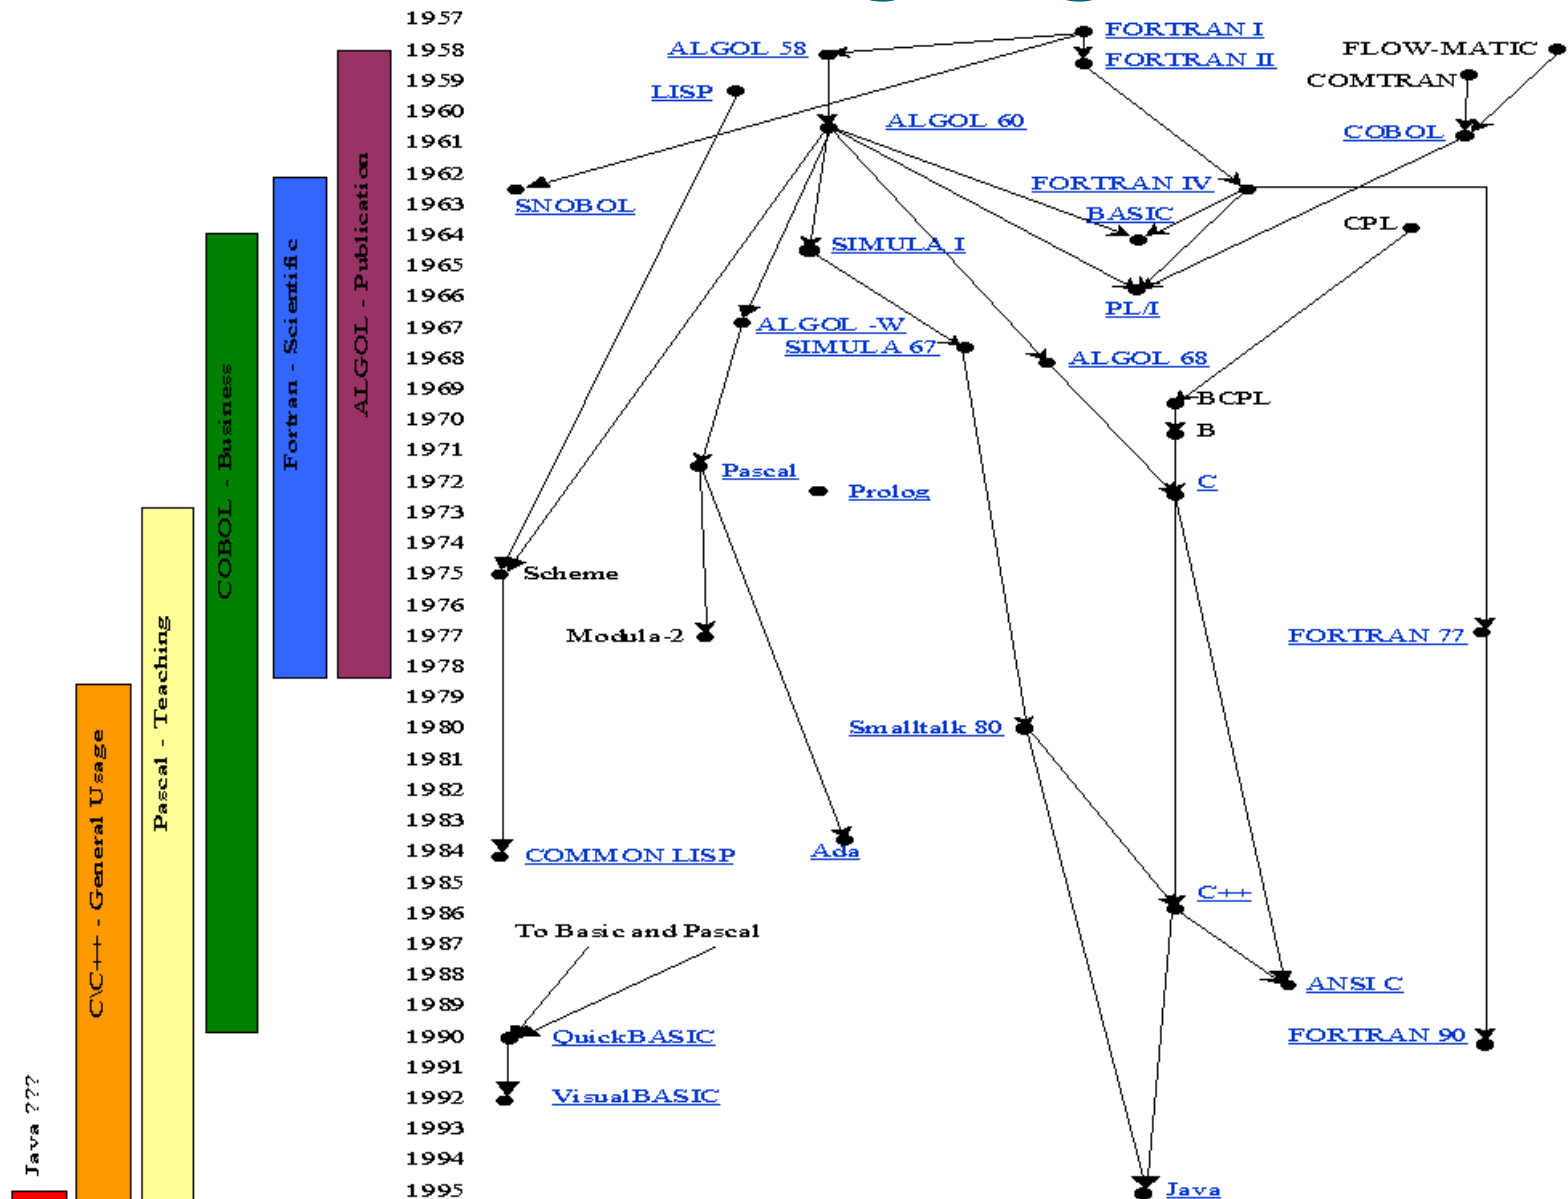 1957
1958
1959
1960
1961
1962
1963
1964
1965
1966
1967
1968
1969
1970
1971
1972
1973
1974
1975
1976
1977
1978
1979
1980
1981
1982
1983
1984
1985
1986
1987
1988
1989
1990
1991
1992
1993
1994
1995
Java ???
C\C++ - General Usage
Pascal - Teaching
COBOL - Business
Fortran - Scientific
ALGOL - Publication
FORTRAN I
ALGOL 58
FLOW-MATIC
FORTRAN II
COMTRAN
LISP
ALGOL 60
COBOL
FORTRAN IV
SNOBOL
BASIC
CPL
SIMULA I
PL/I
ALGOL -W
SIMULA 67
ALGOL 68
BCPL
B
Pascal
C
Prolog
Scheme
Modula-2
FORTRAN 77
Smalltalk 80
COMMON LISP
Ada
C++
To Basic and Pascal
ANSI C
QuickBASIC
FORTRAN 90
VisualBASIC
Java